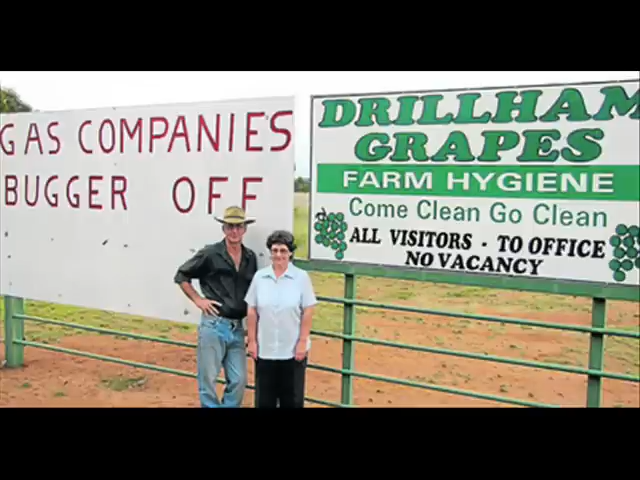 GAS COMPANIES
BUGGER OFF
DRILLHAM
GRAPES
FARM HYGIENE
Come Clean Go Clean
ALL VISITORS - TO OFFICE
NO VACANCY